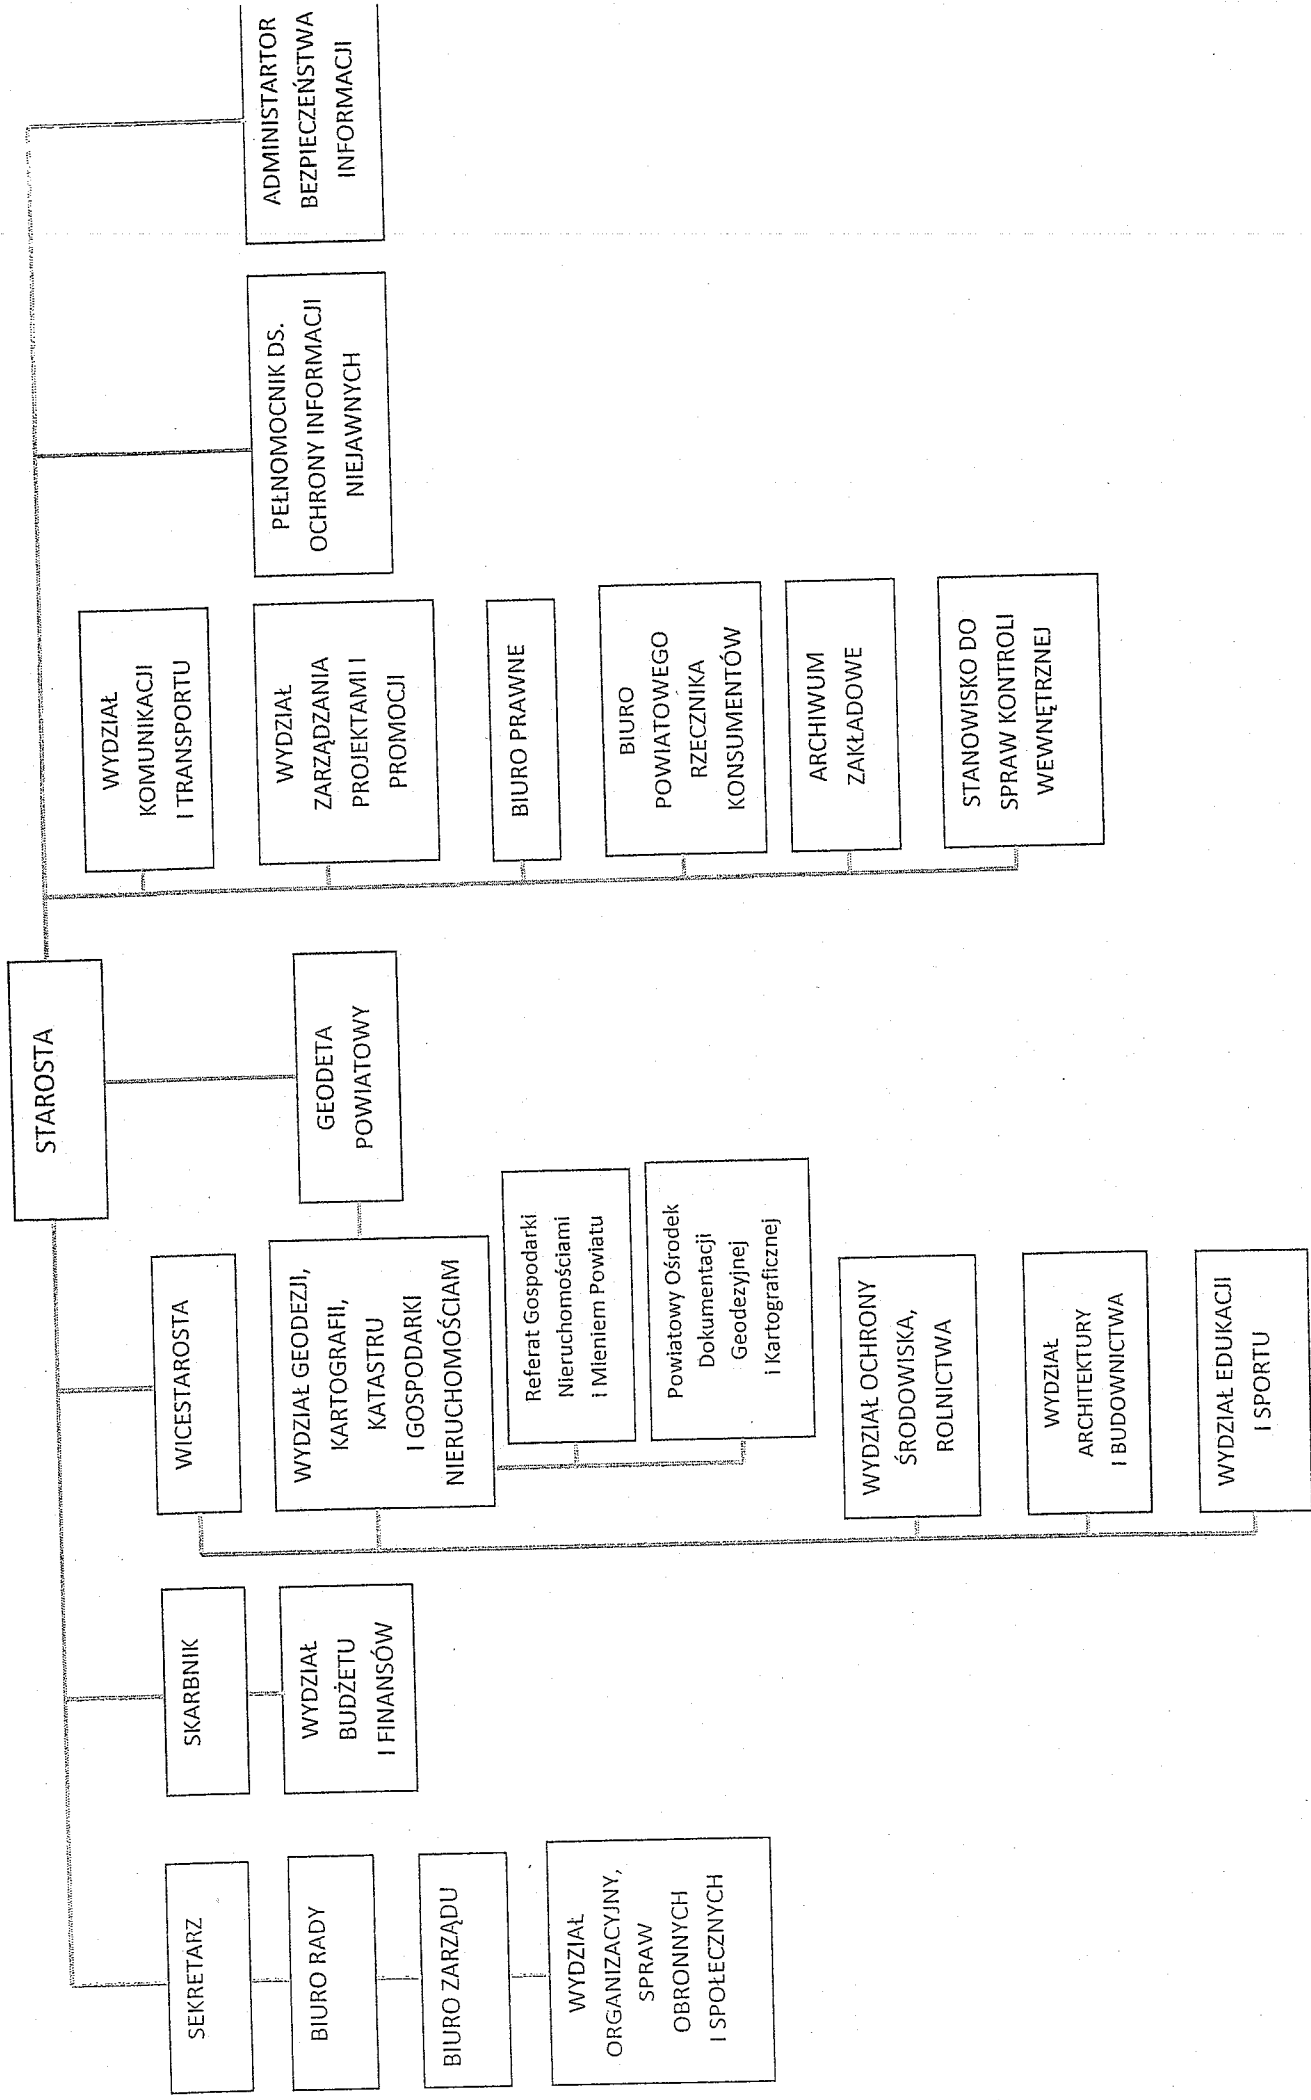 STAROSTA
SEKRETARZ
BIURO RADY
BIURO ZARZĄDU
WYDZIAŁ
ORGANIZACYJNY,
SPRAW
OBRONNYCH
I SPOŁECZNYCH
SKARBNIK
WYDZIAŁ
BUDŻETU
I FINANSÓW
WICESTAROSTA
WYDZIAŁ GEODEZJI,
KARTOGRAFII,
KATASTRU
I GOSPODARKI
NIERUCHOMOŚCIAM
Referat Gospodarki
Nieruchomościami
i Mieniem Powiatu
Powiatowy Ośrodek
Dokumentacji
Geodezyjnej
i Kartograficznej
WYDZIAŁ OCHRONY
ŚRODOWISKA,
ROLNICTWA
WYDZIAŁ
ARCHITEKTURY
I BUDOWNICTWA
WYDZIAŁ EDUKACJI
I SPORTU
GEODETA
POWIATOWY
WYDZIAŁ
KOMUNIKACJI
I TRANSPORTU
WYDZIAŁ
ZARZĄDZANIA
PROJEKTAMI I
PROMOCJI
BIURO PRAWNE
BIURO
POWIATOWEGO
RZECZNIKA
KONSUMENTÓW
ARCHIWUM
ZAKŁADOWE
STANOWISKO DO
SPRAW KONTROLI
WEWNĘTRZNEJ
PEŁNOMOCNIK DS.
OCHRONY INFORMACJI
NIEJAWNYCH
ADMINISTARTOR
BEZPIECZEŃSTWA
INFORMACJI